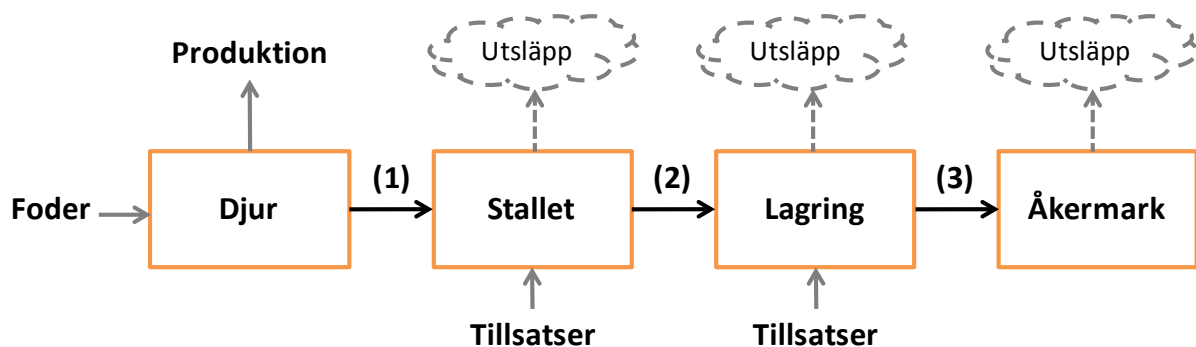 Utsläpp
Utsläpp
Utsläpp
Produktion
(1)
(2)
(3)
Foder
Djur
Stallet
Lagring
Åkermark
Tillsatser
Tillsatser